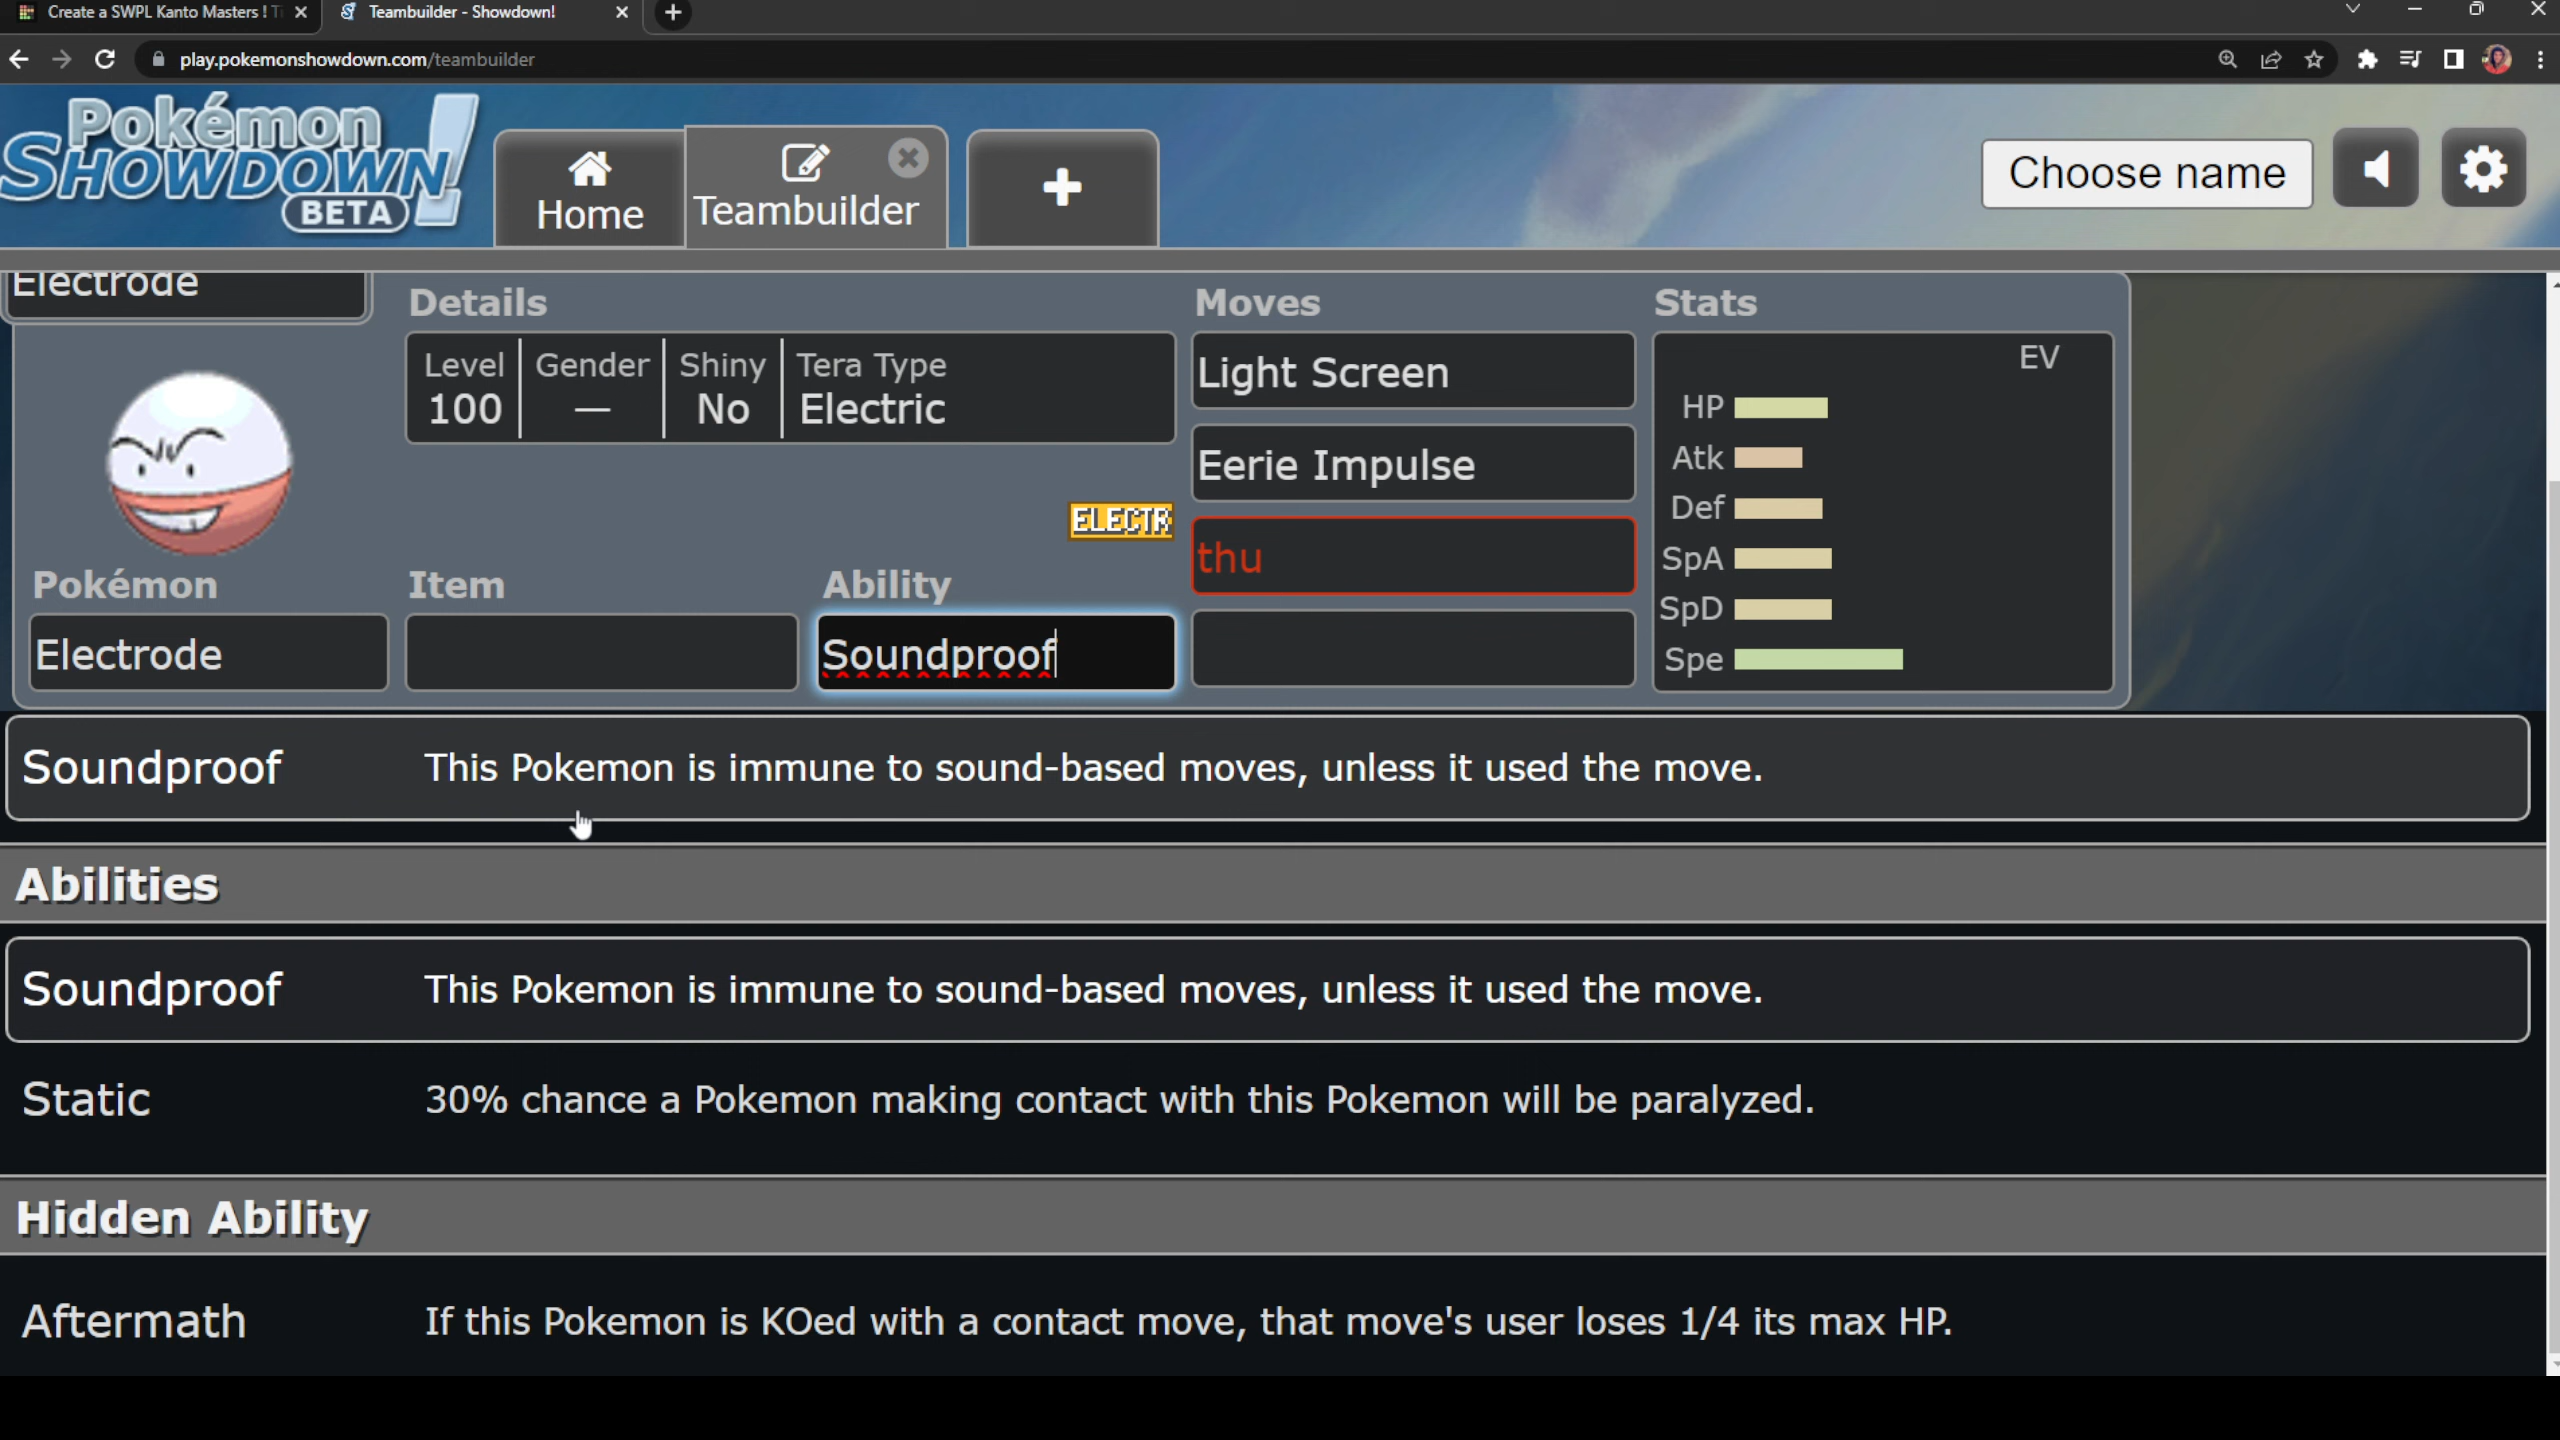 Create a SWPL Kanto Masters ! Ti
Teambuilder - Showdown!
play.pokemonshowdown.com/teambuilder
Pokémon
SHOWDOWN!
BETA
Home
Teambuilder
Choose name
Electrode
Details
Moves
Stats
Level
Gender
Shiny
Tera Type
100
—
No
Electric
Light Screen
EV
HP
Eerie Impulse
Atk
Def
ELECTR
thu
SpA
Pokémon
Item
Ability
SpD
Electrode
Soundproof
Spe
Soundproof This Pokemon is immune to sound-based moves, unless it used the move.
Abilities
Soundproof This Pokemon is immune to sound-based moves, unless it used the move.
Static 30% chance a Pokemon making contact with this Pokemon will be paralyzed.
Hidden Ability
Aftermath If this Pokemon is KOed with a contact move, that move's user loses 1/4 its max HP.